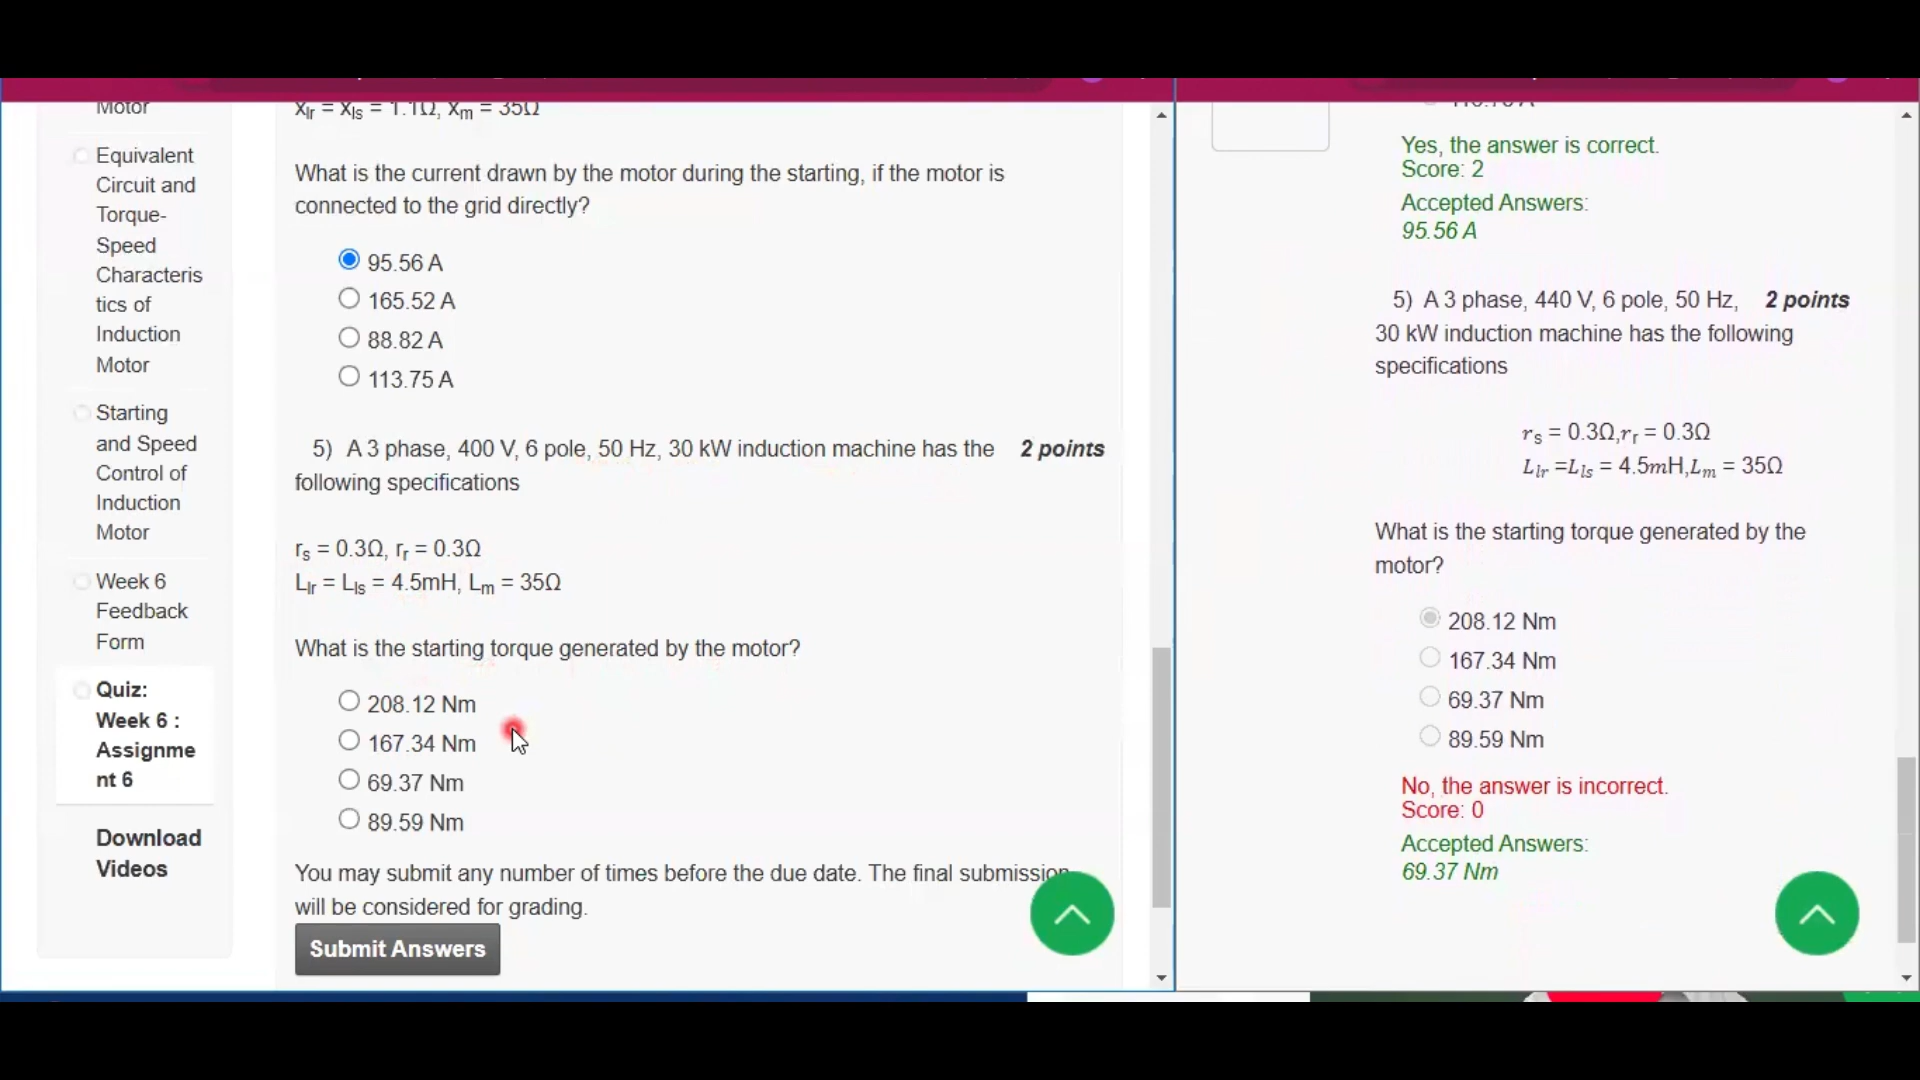 Motor
Equivalent
Circuit and
Torque-
Speed
Characteris
tics of
Induction
Motor
Starting
and Speed
Control of
Induction
Motor
Week 6
Feedback
Form
Quiz:
Week 6 :
Assignme
nt 6
Download
Videos
xlr = xls = 1.1Ω, xm = 35Ω
What is the current drawn by the motor during the starting, if the motor is
connected to the grid directly?
95.56 A
165.52 A
88.82 A
113.75 A
5) A 3 phase, 400 V, 6 pole, 50 Hz, 30 kW induction machine has the 2 points
following specifications
rs = 0.3Ω, rr = 0.3Ω
Llr = Lls = 4.5mH, Lm = 35Ω
What is the starting torque generated by the motor?
208.12 Nm
167.34 Nm
69.37 Nm
89.59 Nm
You may submit any number of times before the due date. The final submission
will be considered for grading.
Submit Answers
Yes, the answer is correct.
Score: 2
Accepted Answers:
95.56 A
5) A 3 phase, 440 V, 6 pole, 50 Hz, 2 points
30 kW induction machine has the following
specifications
rs = 0.3Ω,rr = 0.3Ω
Llr =Lls = 4.5mH,Lm = 35Ω
What is the starting torque generated by the
motor?
208.12 Nm
167.34 Nm
69.37 Nm
89.59 Nm
No, the answer is incorrect.
Score: 0
Accepted Answers:
69.37 Nm